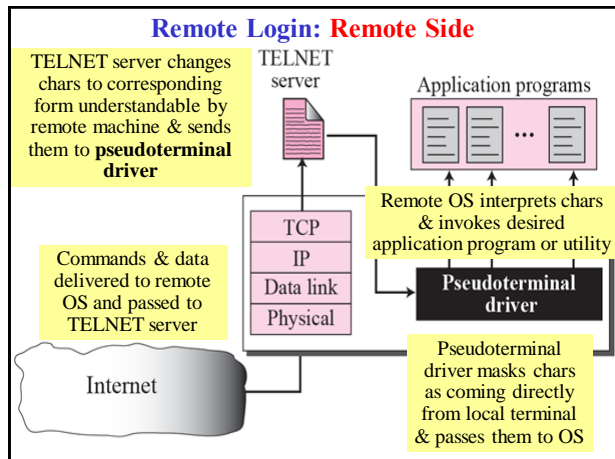 Remote Login: Remote Side
TELNET server changes
chars to corresponding
form understandable by
remote machine & sends
them to pseudoterminal
driver
TELNET
server
Application programs
...
Remote OS interprets chars
& invokes desired
application program or utility
TCP
IP
Data link
Physical
Commands & data
delivered to remote
OS and passed to
TELNET server
Pseudoterminal
driver
Internet
Pseudoterminal
driver masks chars
as coming directly
from local terminal
& passes them to OS